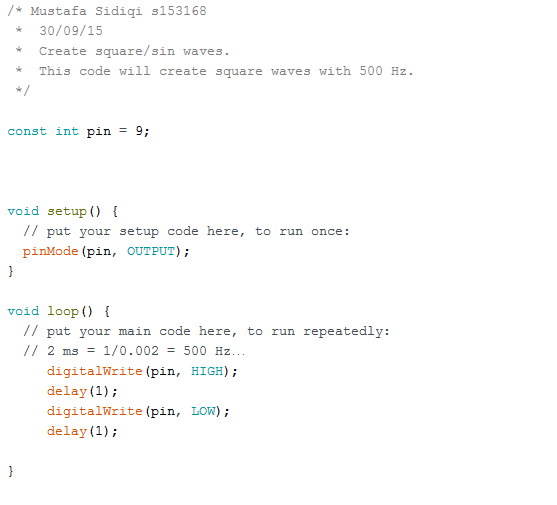 /* Mustafa Sidiqi s153168
 *  30/09/15
 *  Create square/sin waves.
 *  This code will create square waves with 500 Hz.
 */
const int pin = 9;
void setup() {
  // put your setup code here, to run once:
  pinMode(pin, OUTPUT);
}
void loop() {
  // put your main code here, to run repeatedly:
  // 2 ms = 1/0.002 = 500 Hz...
     digitalWrite(pin, HIGH);
     delay(1);
     digitalWrite(pin, LOW);
     delay(1);
}